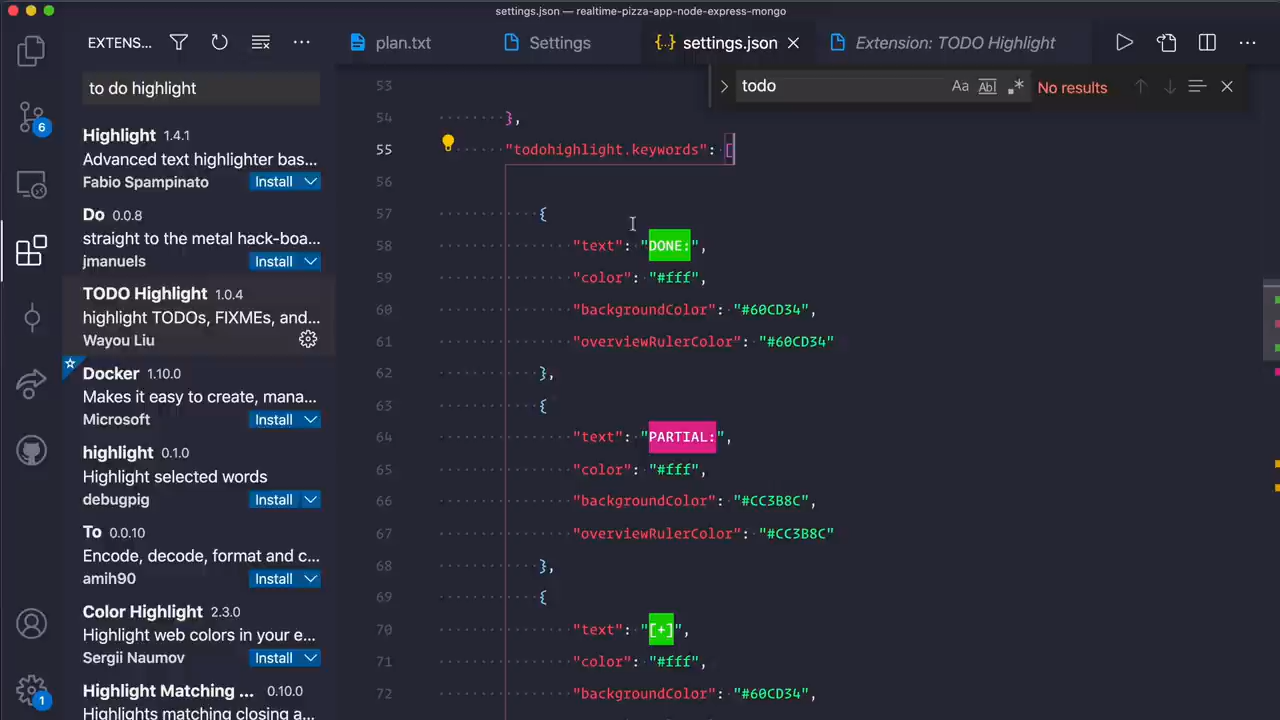 settings.json — realtime-pizza-app-node-express-mongo
EXTENS...
plan.txt
Settings
{..} settings.json
Extension: TODO Highlight
to do highlight
todo
Aa
Abl
No results
Highlight 1.4.1
Advanced text highlighter bas...
Fabio Spampinato
Install
Do 0.0.8
straight to the metal hack-boa...
jmanuels
Install
TODO Highlight 1.0.4
highlight TODOs, FIXMEs, and...
Wayou Liu
Docker 1.10.0
Makes it easy to create, mana...
Microsoft
Install
highlight 0.1.0
Highlight selected words
debugpig
Install
To 0.0.10
Encode, decode, format and c...
amih90
Install
Color Highlight 2.3.0
Highlight web colors in your e...
Sergii Naumov
Install
Highlight Matching ... 0.10.0
Highlights matching closing a...
6
1
53
54 },
55 "todohighlight.keywords": [
56
57 {
58 "text": "DONE:",
59 "color": "#fff",
60 "backgroundColor": "#60CD34",
61 "overviewRulerColor": "#60CD34"
62 },
63 {
64 "text": "PARTIAL:",
65 "color": "#fff",
66 "backgroundColor": "#CC3B8C",
67 "overviewRulerColor": "#CC3B8C"
68 },
69 {
70 "text": "[+]",
71 "color": "#fff",
72 "backgroundColor": "#60CD34",